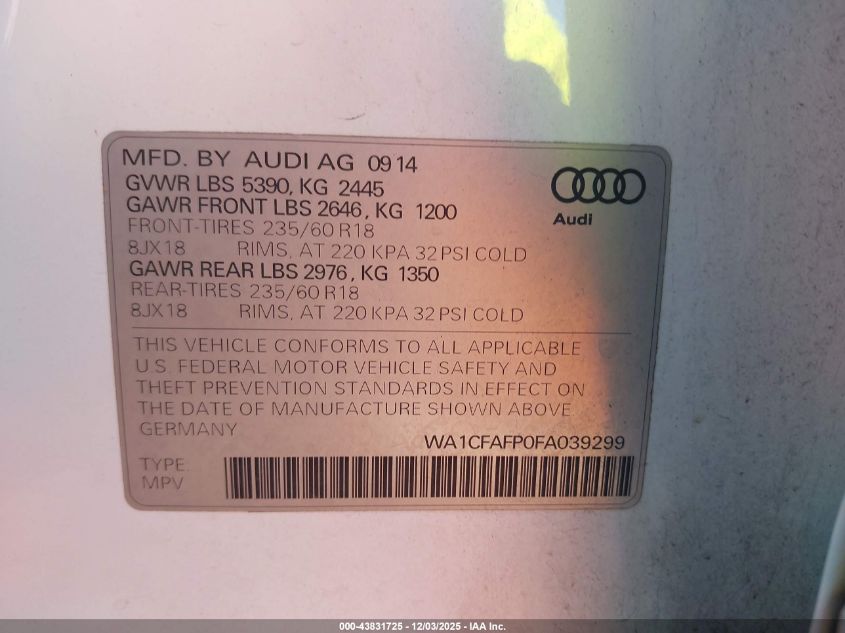 MFD. BY AUDI AG 0914
GVWR LBS 5390, KG 2445
GAWR FRONT LBS 2646, KG 1200
FRONT-TIRES 235/60 R18
8JX18 RIMS, AT 220 KPA 32 PSI COLD
GAWR REAR LBS 2976, KG 1350
REAR-TIRES 235/60 R18
8JX18 RIMS, AT 220 KPA 32 PSI COLD
Audi
THIS VEHICLE CONFORMS TO ALL APPLICABLE
U.S. FEDERAL MOTOR VEHICLE SAFETY AND
THEFT PREVENTION STANDARDS IN EFFECT ON
THE DATE OF MANUFACTURE SHOWN ABOVE
GERMANY
WA1CFAFP0FA039299
TYPE:
MPV
000-43831725 - 12/03/2025 - IAA Inc.